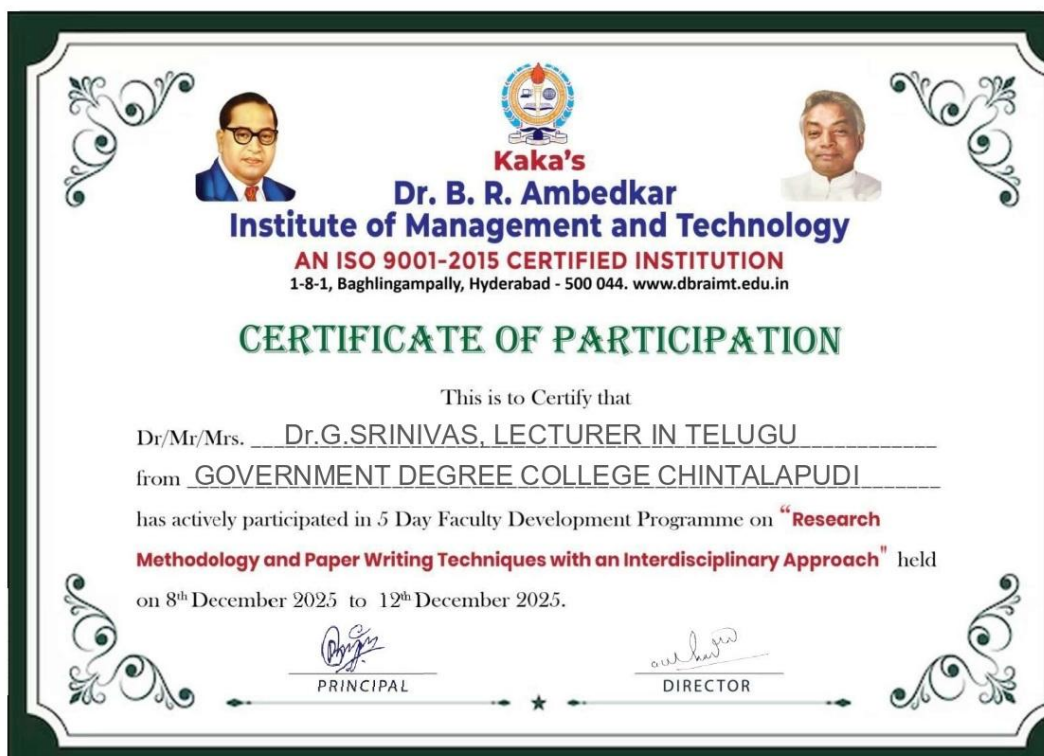 Kaka's
Dr. B. R. Ambedkar
Institute of Management and Technology
AN ISO 9001-2015 CERTIFIED INSTITUTION
1-8-1, Baghlingampally, Hyderabad - 500 044. www.dbraimt.edu.in
CERTIFICATE OF PARTICIPATION
This is to Certify that
Dr/Mr/Mrs. Dr.G.SRINIVAS, LECTURER IN TELUGU
from GOVERNMENT DEGREE COLLEGE CHINTALAPUDI
has actively participated in 5 Day Faculty Development Programme on “Research
Methodology and Paper Writing Techniques with an Interdisciplinary Approach" held
on 8th December 2025 to 12th December 2025.
PRINCIPAL
DIRECTOR